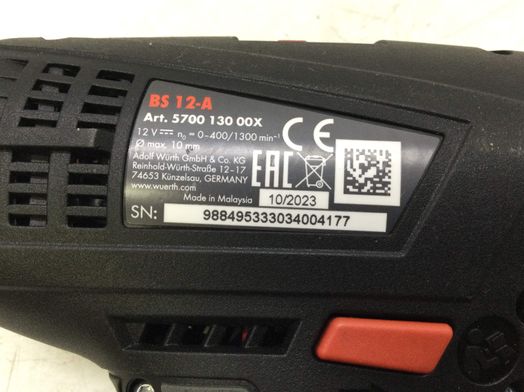 BS 12-A
Art. 5700 130 00X
12 V ⎓ n₀ = 0-400/1300 min⁻¹
Ø max. 10 mm
Adolf Würth GmbH & Co. KG
Reinhold-Würth-Straße 12-17
74653 Künzelsau, GERMANY
www.wuerth.com
Made in Malaysia
CE
EAC
10/2023
SN: 988495333034004177